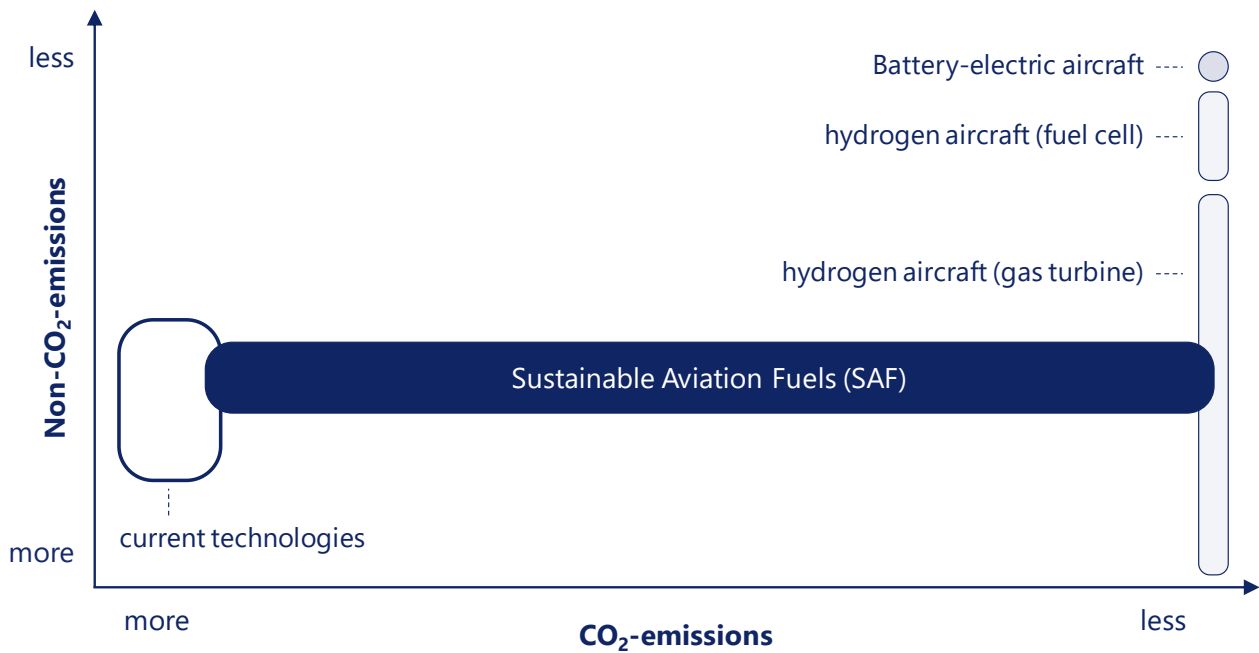 less
Battery-electric aircraft
hydrogen aircraft (fuel cell)
hydrogen aircraft (gas turbine)
Non-CO₂-emissions
Sustainable Aviation Fuels (SAF)
current technologies
more
more
less
CO₂-emissions